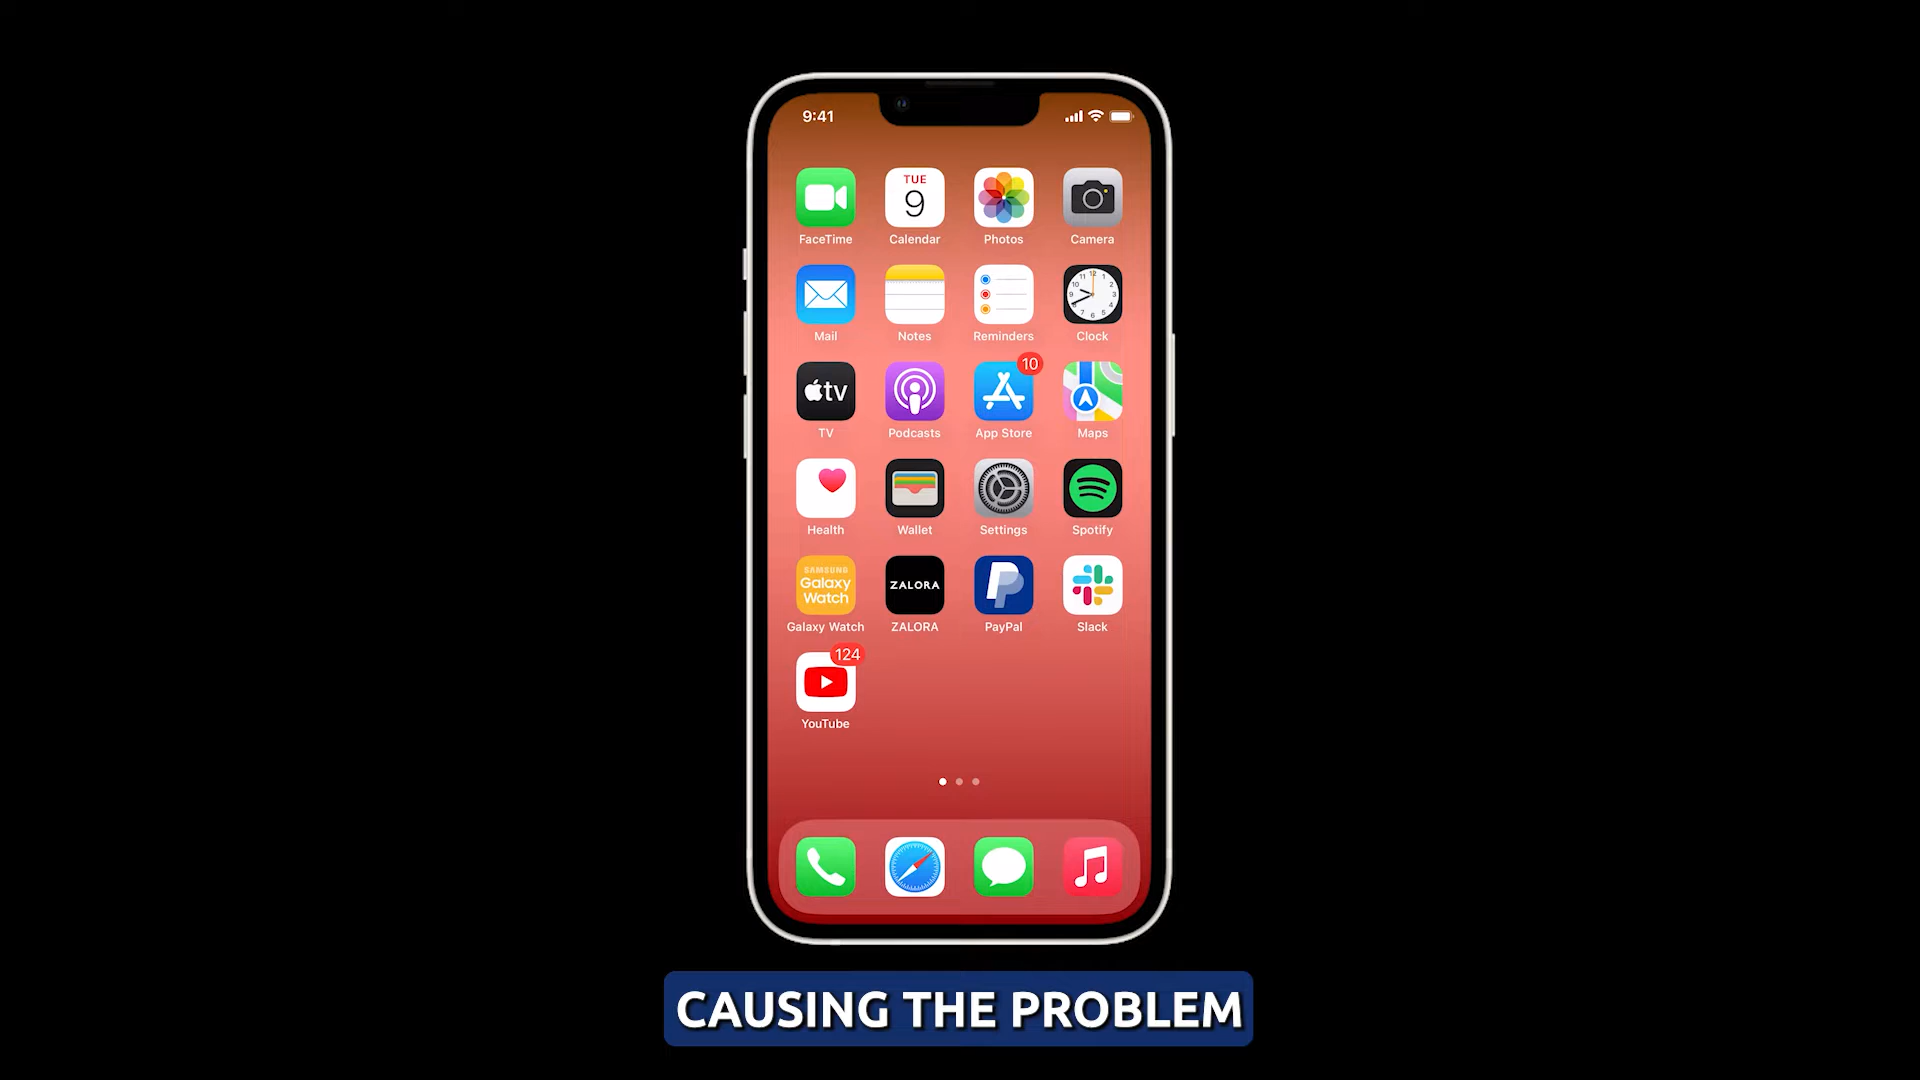 9:41
TUE
9
FaceTime Calendar Photos Camera
Mail Notes Reminders Clock
10
tv
TV Podcasts App Store Maps
Health Wallet Settings Spotify
SAMSUNG
Galaxy
Watch
ZALORA
Galaxy Watch ZALORA PayPal Slack
124
YouTube
CAUSING THE PROBLEM